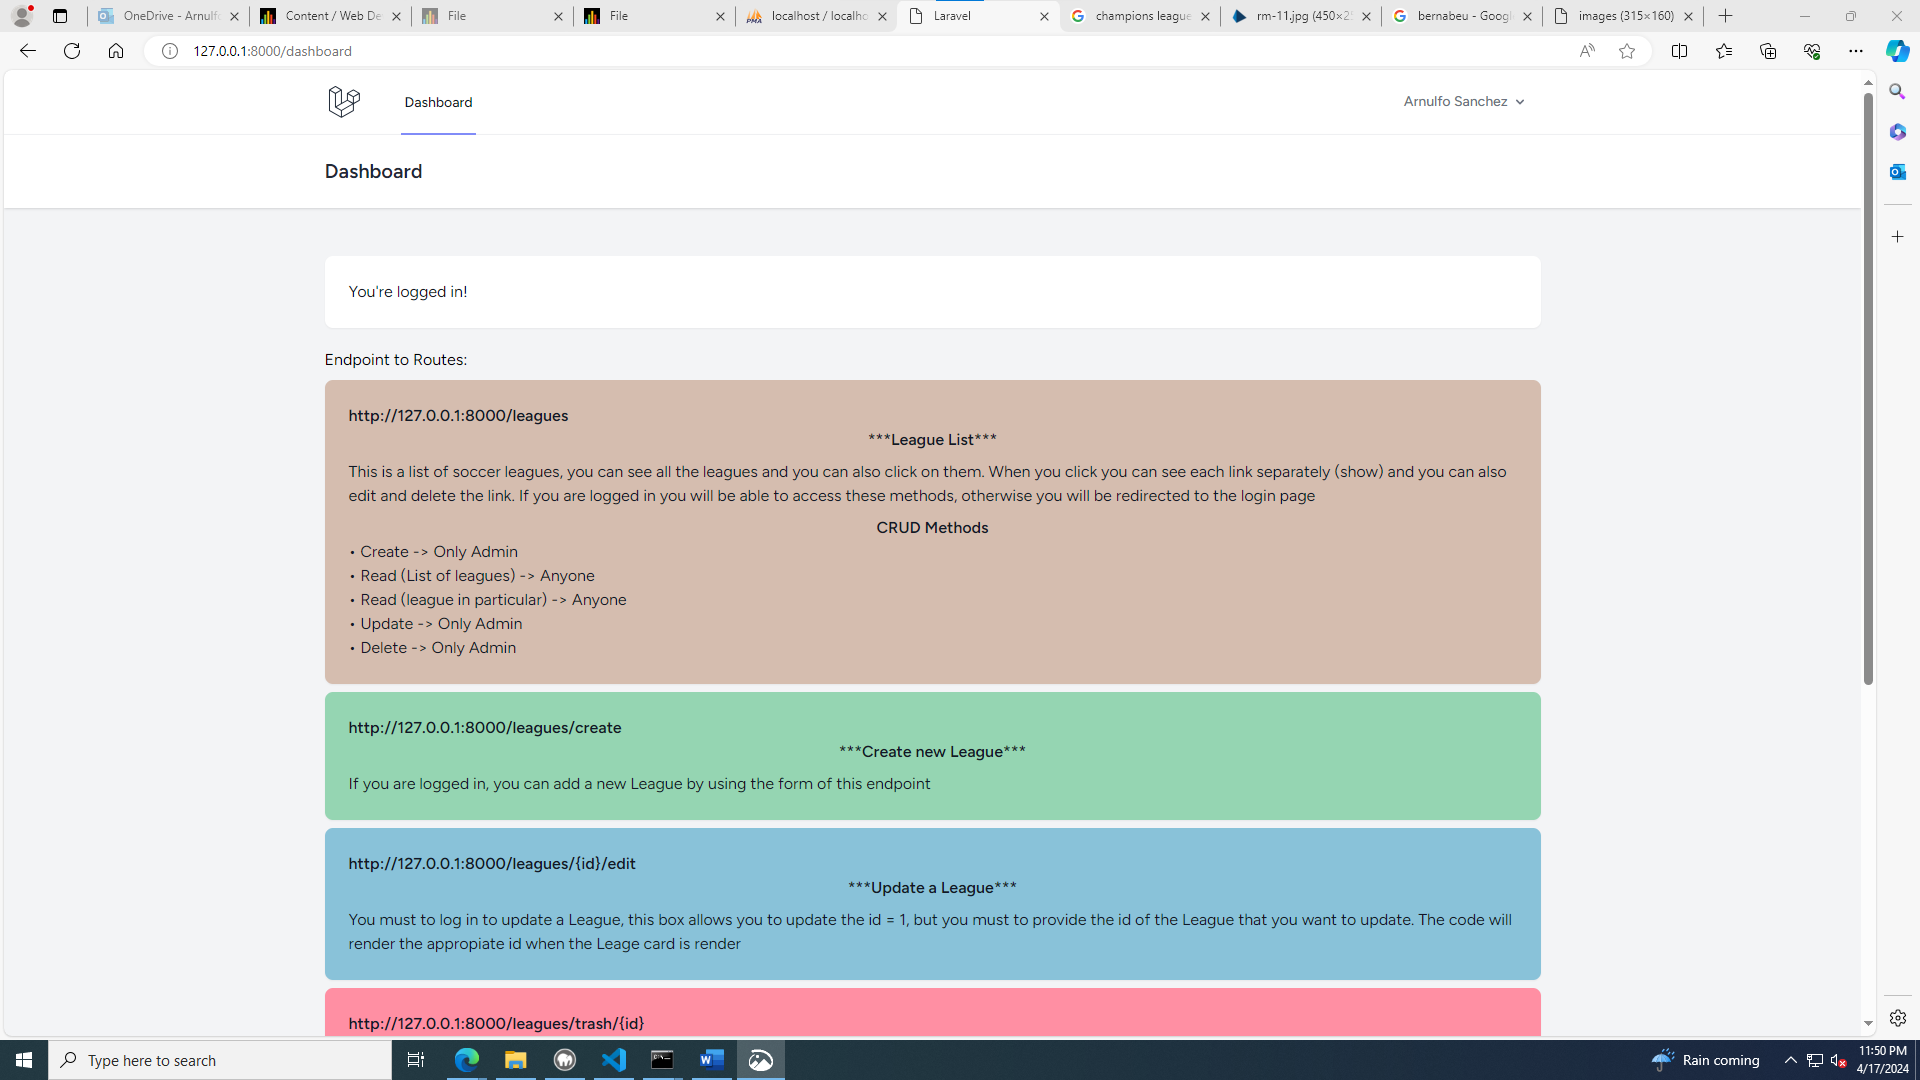 OneDrive - Arnulfo
Content / Web De
File
File
localhost / localho
Laravel
champions league
rm-11.jpg (450×25
bernabeu - Googl
images (315×160)
127.0.0.1:8000/dashboard
Dashboard
Arnulfo Sanchez
Dashboard
You're logged in!
Endpoint to Routes:
http://127.0.0.1:8000/leagues
***League List***
This is a list of soccer leagues, you can see all the leagues and you can also click on them. When you click you can see each link separately (show) and you can also
edit and delete the link. If you are logged in you will be able to access these methods, otherwise you will be redirected to the login page
CRUD Methods
• Create -> Only Admin
• Read (List of leagues) -> Anyone
• Read (league in particular) -> Anyone
• Update -> Only Admin
• Delete -> Only Admin
http://127.0.0.1:8000/leagues/create
***Create new League***
If you are logged in, you can add a new League by using the form of this endpoint
http://127.0.0.1:8000/leagues/{id}/edit
***Update a League***
You must to log in to update a League, this box allows you to update the id = 1, but you must to provide the id of the League that you want to update. The code will
render the appropiate id when the Leage card is render
http://127.0.0.1:8000/leagues/trash/{id}
Type here to search
Rain coming
11:50 PM
4/17/2024